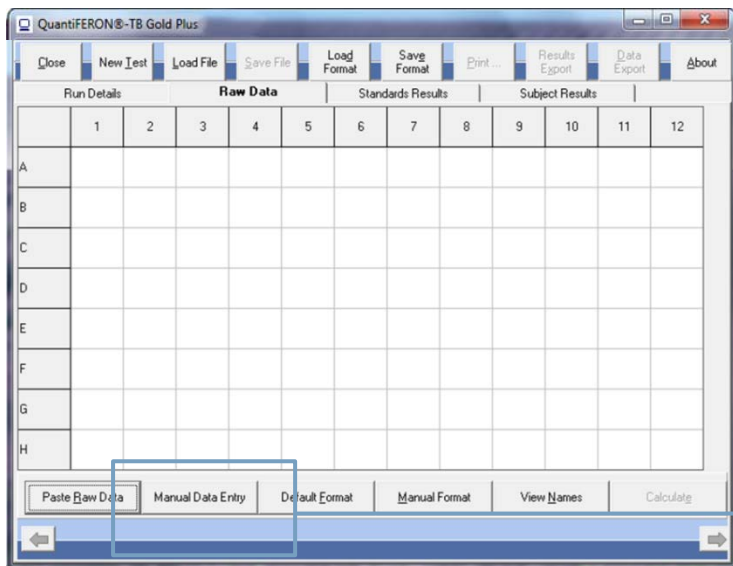 QuantiFERON®-TB Gold Plus
Close New Test Load File Save File Load Format Save Format Print ... Results Export Data Export About
Run Details Raw Data Standards Results Subject Results
1 2 3 4 5 6 7 8 9 10 11 12
A
B
C
D
E
F
G
H
Paste Raw Data Manual Data Entry Default Format Manual Format View Names Calculate